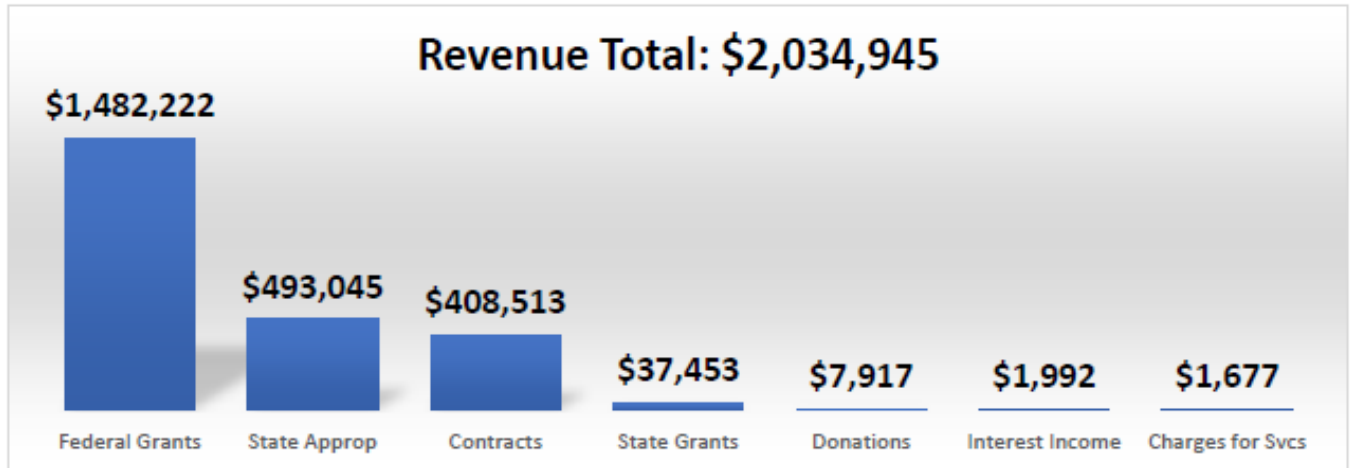 Revenue Total: $2,034,945
$1,482,222
$493,045
$408,513
$37,453
$7,917
$1,992
$1,677
Federal Grants
State Approp
Contracts
State Grants
Donations
Interest Income
Charges for Svcs